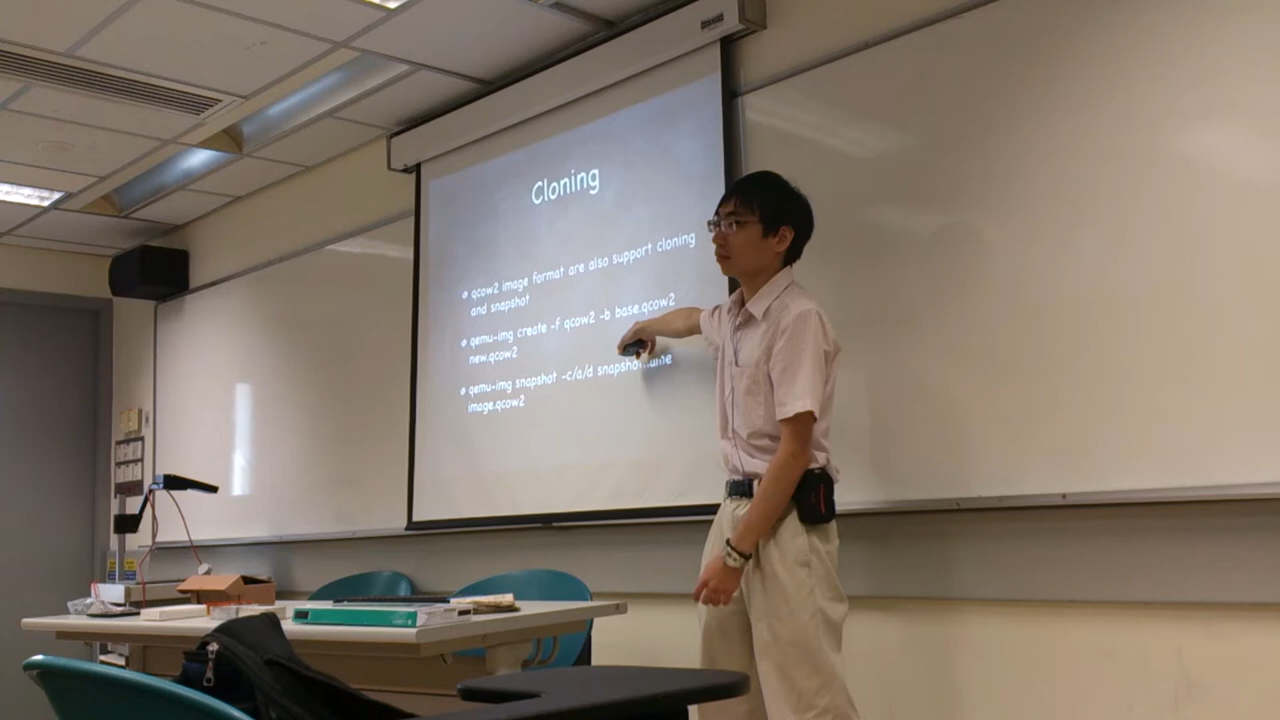 Cloning
qcow2 image format are also support cloning
and snapshot
qemu-img create -f qcow2 -b base.qcow2
new.qcow2
qemu-img snapshot -c/a/d snapshotname
image.qcow2